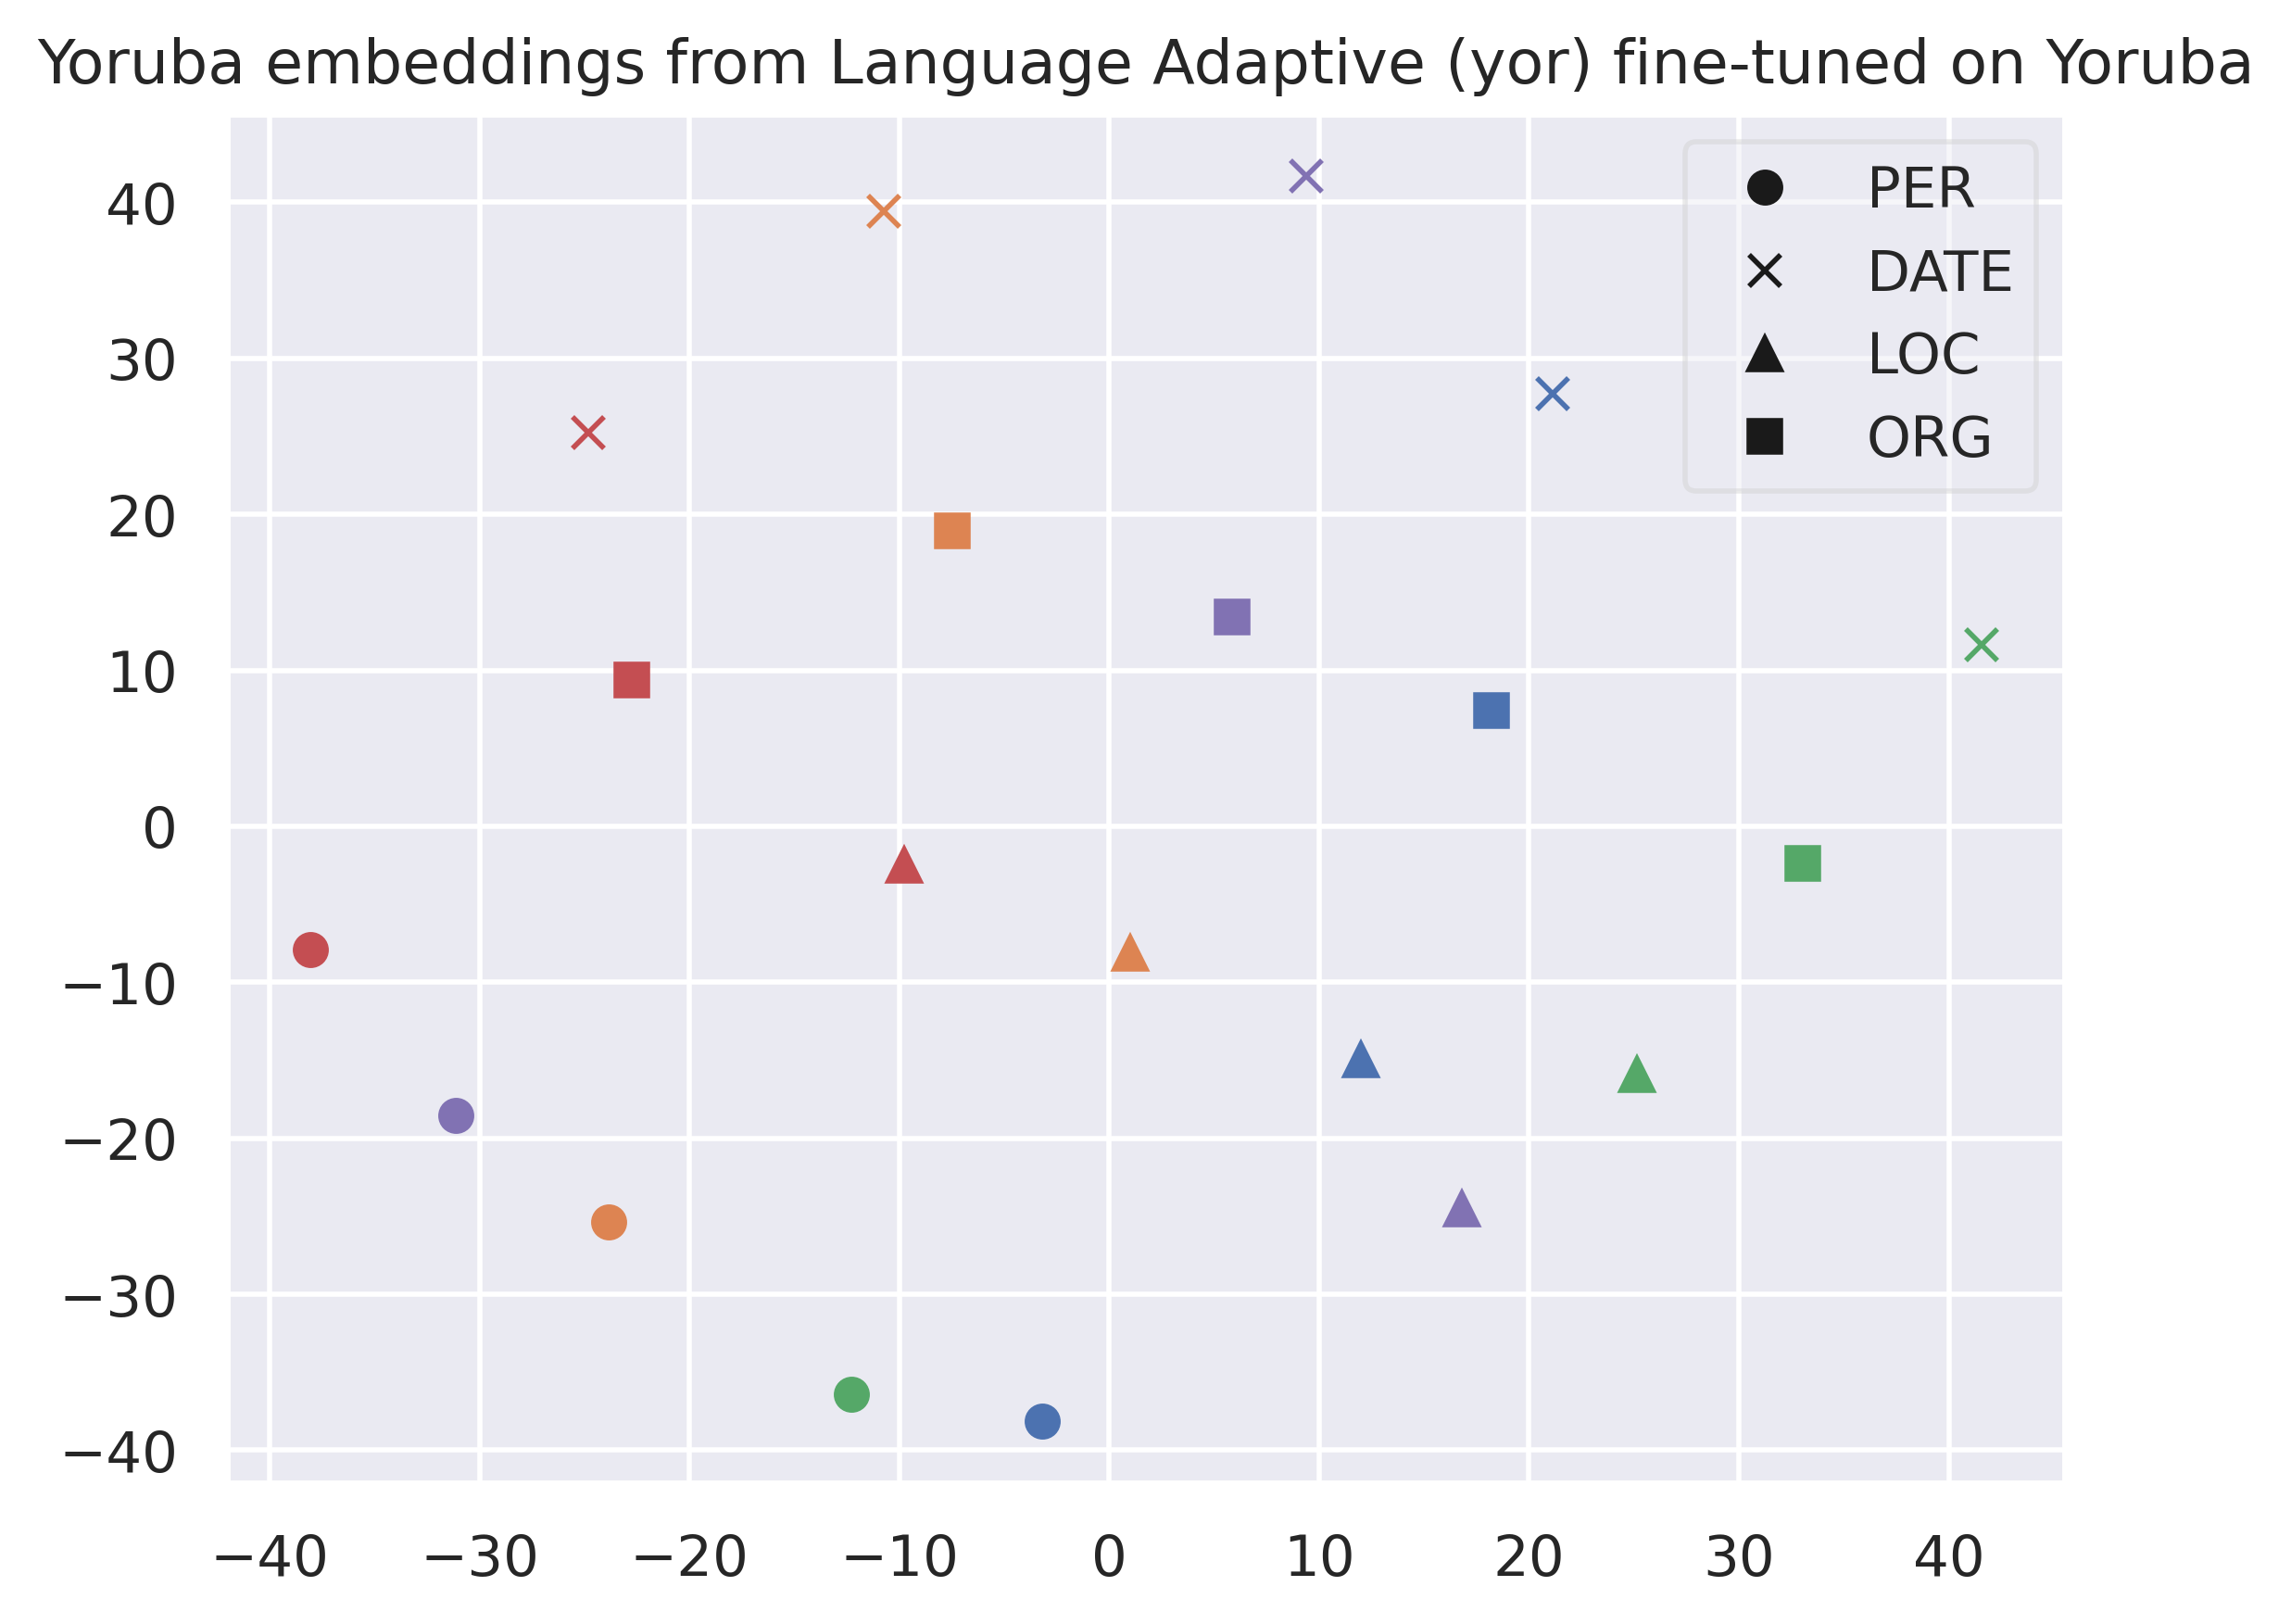 Yoruba embeddings from Language Adaptive (yor) fine-tuned on Yoruba
PER
DATE
LOC
ORG
40
30
20
10
0
−10
−20
−30
−40
−40 −30 −20 −10 0 10 20 30 40